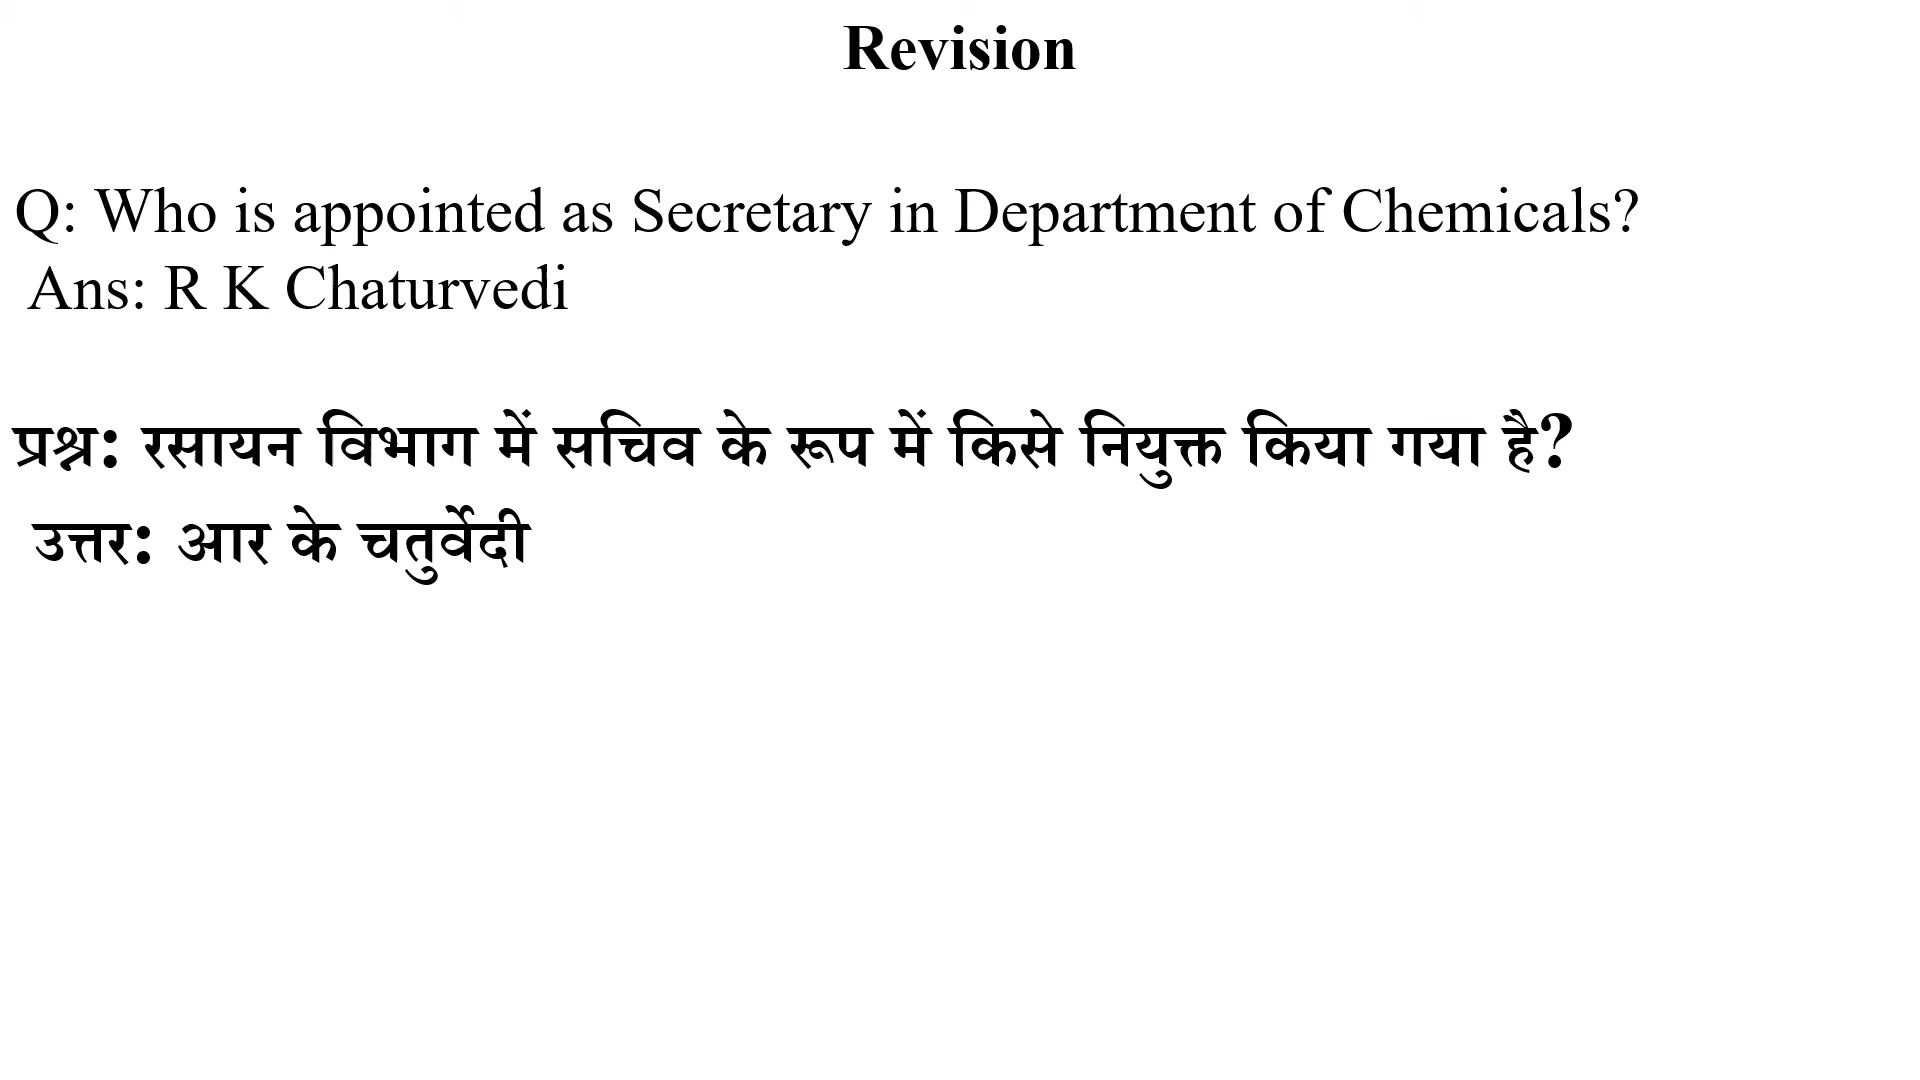 Revision
Q: Who is appointed as Secretary in Department of Chemicals?
Ans: R K Chaturvedi
प्रश्न: रसायन विभाग में सचिव के रूप में किसे नियुक्त किया गया है?
उत्तर: आर के चतुर्वेदी